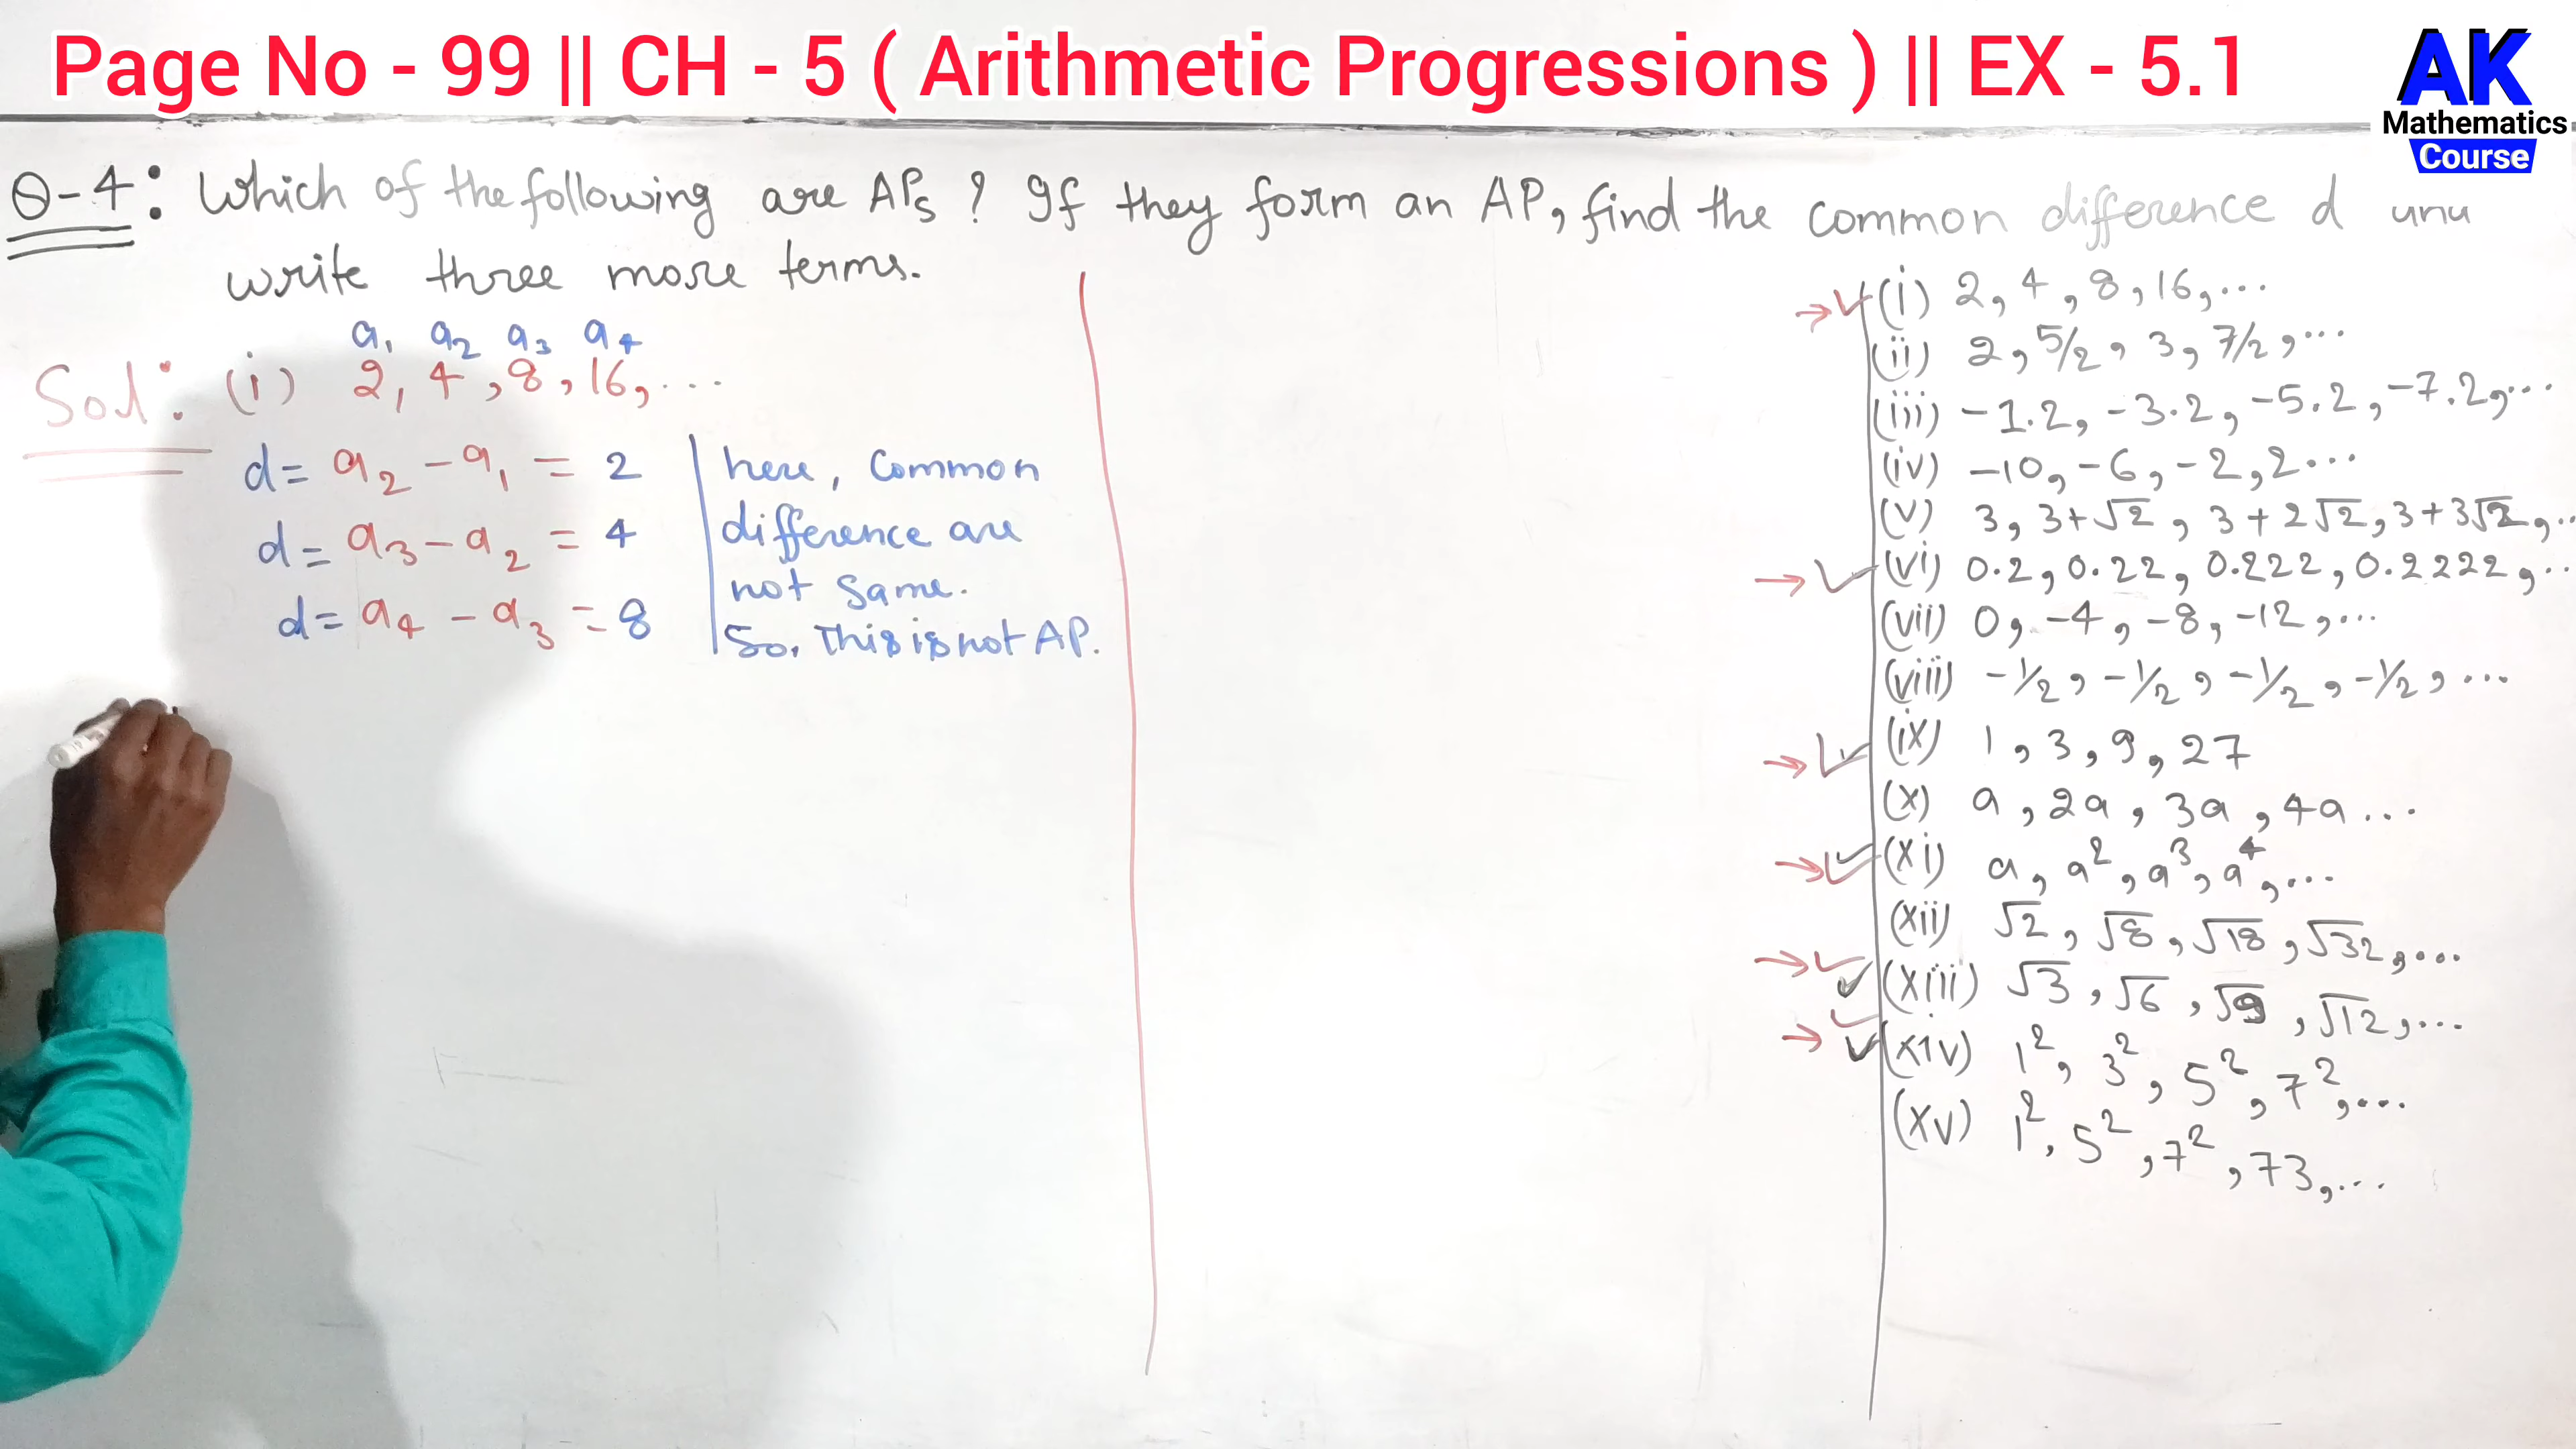 Page No - 99 || CH - 5 ( Arithmetic Progressions ) || EX - 5.1
AK
Mathematics
Course
Q-4: Which of the following are APs ? If they form an AP, find the common difference d
write three more terms.
a₁ a₂ a₃ a₄
Sol: (i) 2, 4, 8, 16, ...
d = a₂ - a₁ = 2
d = a₃ - a₂ = 4
d = a₄ - a₃ = 8
here, Common
difference are
not same.
So, This is not AP.
→✓(i) 2, 4, 8, 16, ...
(ii) 2, 5/2, 3, 7/2, ...
(iii) -1.2, -3.2, -5.2, -7.2, ...
(iv) -10, -6, -2, 2 ...
(v) 3, 3+√2, 3+2√2, 3+3√2, ..
→✓(vi) 0.2, 0.22, 0.222, 0.2222, ..
(vii) 0, -4, -8, -12, ...
(viii) -1/2, -1/2, -1/2, -1/2, ...
→✓(ix) 1, 3, 9, 27
(x) a, 2a, 3a, 4a ...
→✓(xi) a, a², a³, a⁴, ...
(xii) √2, √8, √18, √32, ...
→✓(xiii) √3, √6, √9, √12, ...
→✓(xiv) 1², 3², 5², 7², ...
(xv) 1², 5², 7², 73, ...